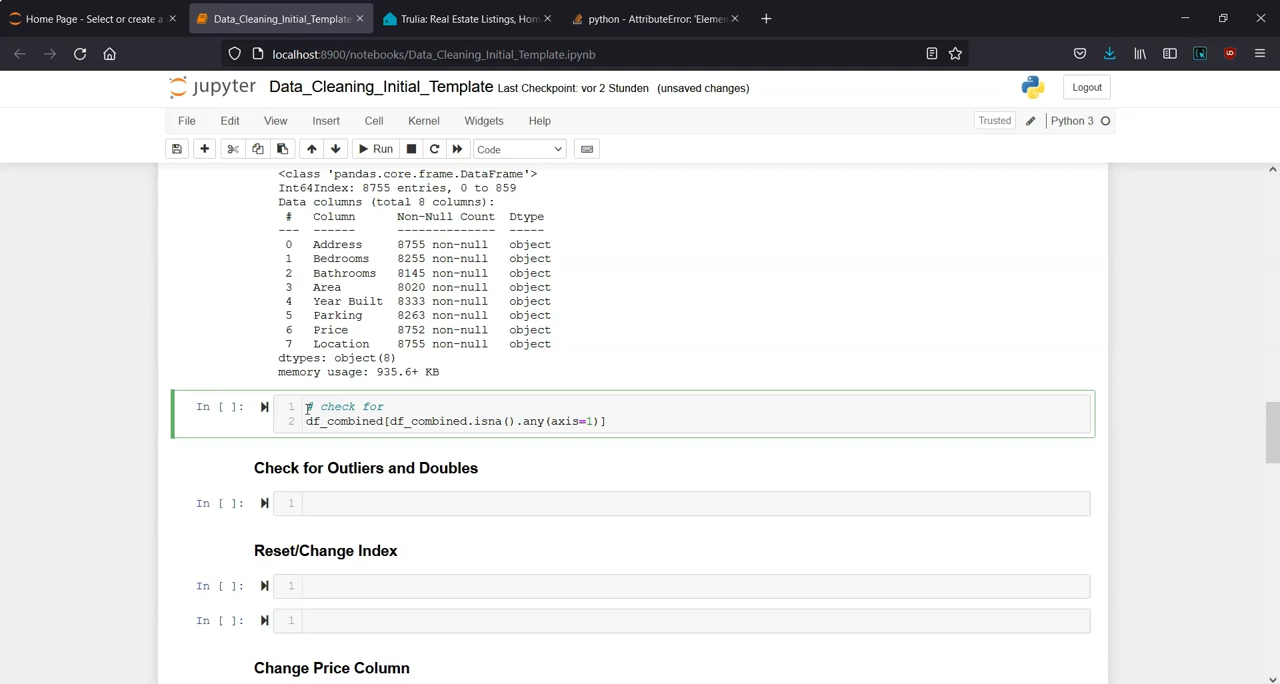 Home Page - Select or create a
Data_Cleaning_Initial_Template
Trulia: Real Estate Listings, Hom
python - AttributeError: 'Elemen
localhost:8900/notebooks/Data_Cleaning_Initial_Template.ipynb
jupyter Data_Cleaning_Initial_Template Last Checkpoint: vor 2 Stunden (unsaved changes)
Logout
File Edit View Insert Cell Kernel Widgets Help
Trusted Python 3
Run Code
<class 'pandas.core.frame.DataFrame'>
Int64Index: 8755 entries, 0 to 859
Data columns (total 8 columns):
# Column Non-Null Count Dtype
--- ------ -------------- -----
0 Address 8755 non-null object
1 Bedrooms 8255 non-null object
2 Bathrooms 8145 non-null object
3 Area 8020 non-null object
4 Year Built 8333 non-null object
5 Parking 8263 non-null object
6 Price 8752 non-null object
7 Location 8755 non-null object
dtypes: object(8)
memory usage: 935.6+ KB
In [ ]: 1 # check for
2 df_combined[df_combined.isna().any(axis=1)]
Check for Outliers and Doubles
In [ ]: 1
Reset/Change Index
In [ ]: 1
In [ ]: 1
Change Price Column